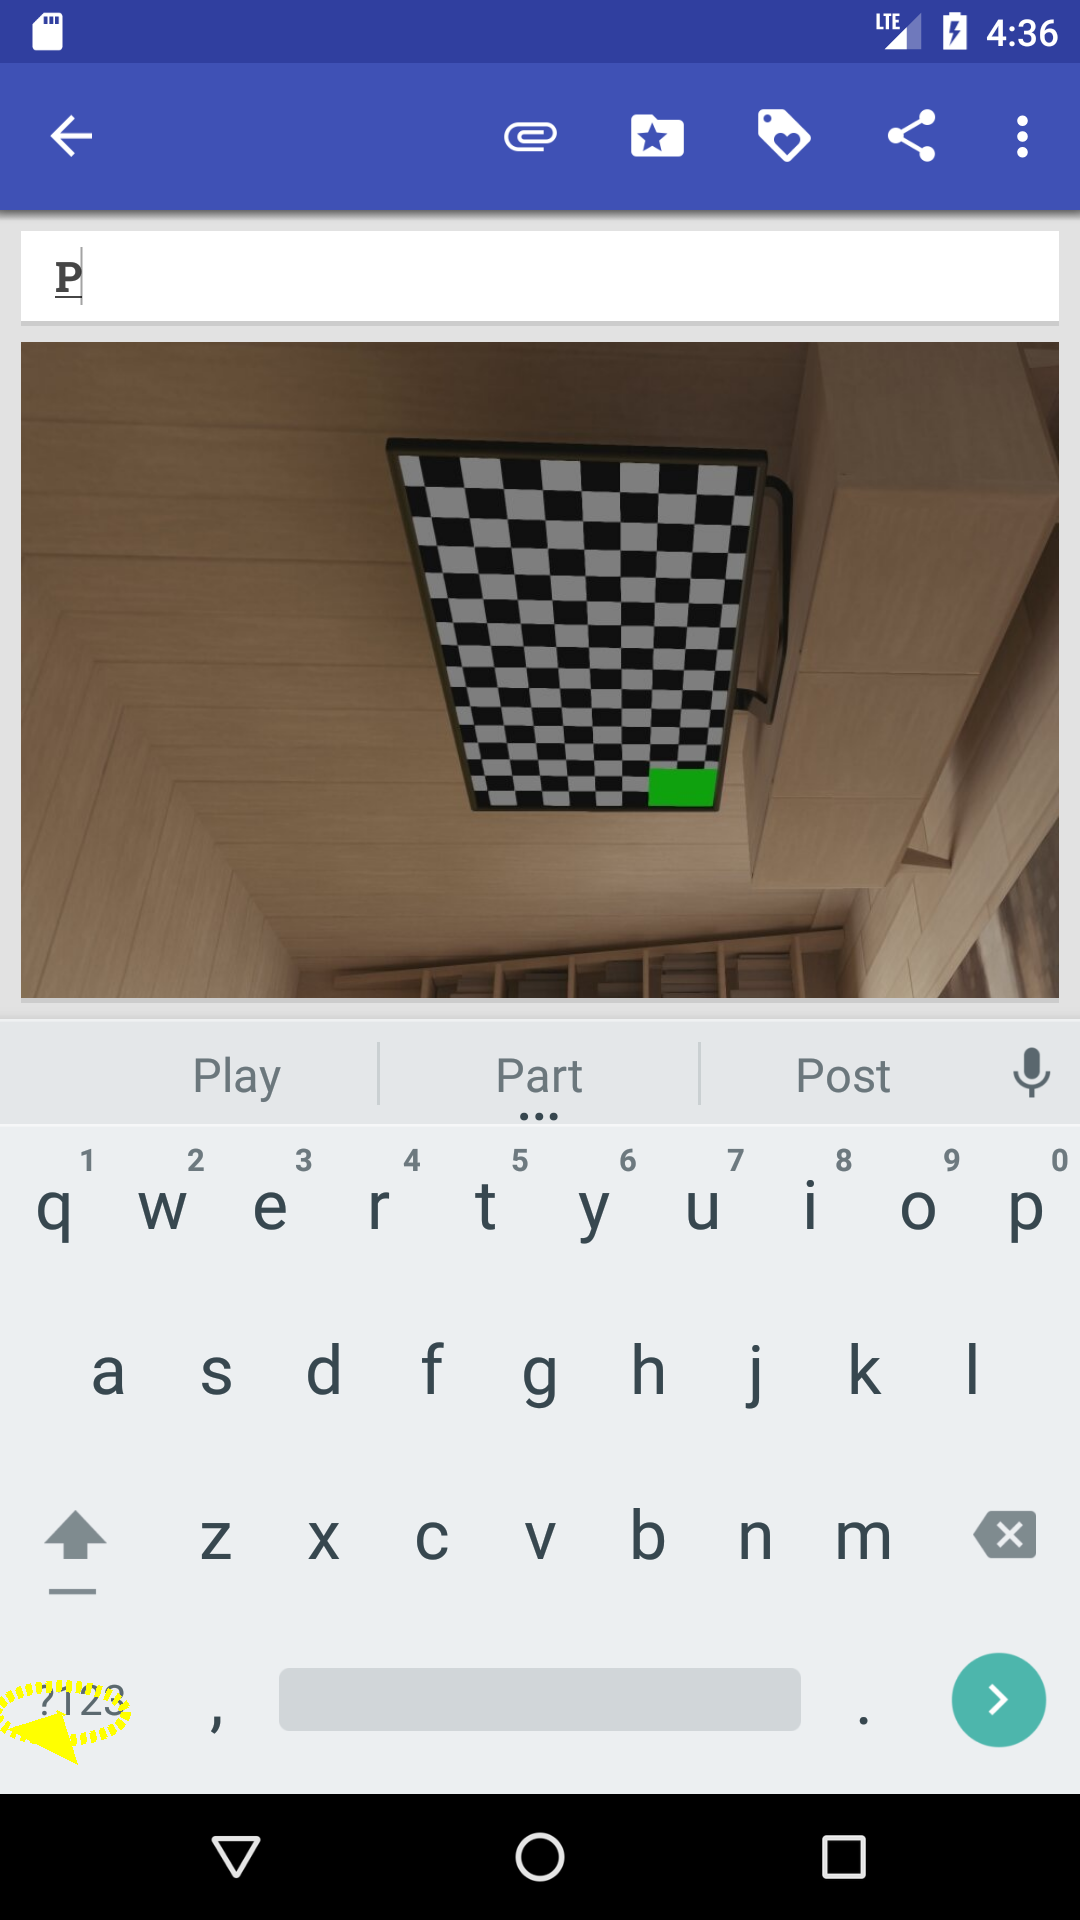 LTE 4:36
P
Play Part Post
1 2 3 4 5 6 7 8 9 0
q w e r t y u i o p
a s d f g h j k l
z x c v b n m
?123 , .